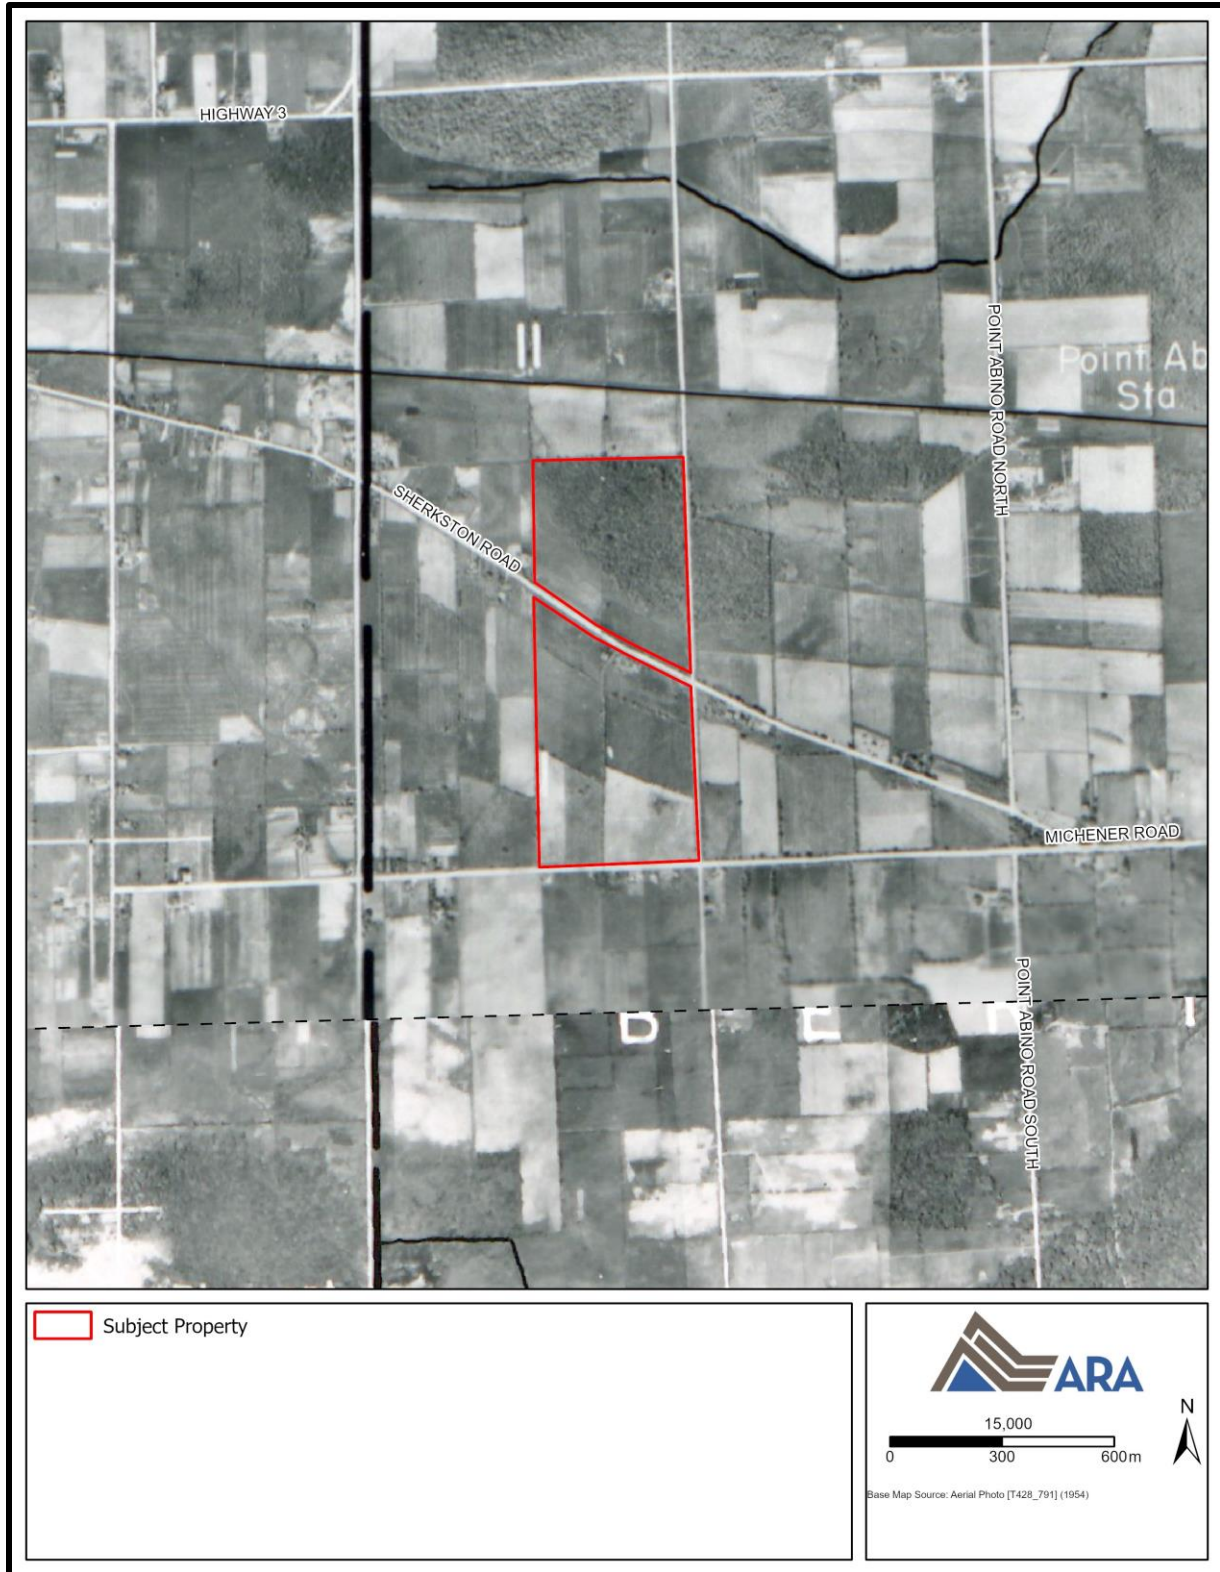 HIGHWAY 3
POINT ABINO ROAD NORTH
Point Ab
Sta.
SHERKSTON ROAD
MICHENER ROAD
POINT ABINO ROAD SOUTH
B E R T
Subject Property
ARA
N
15,000
0 300 600m
Base Map Source: Aerial Photo [T428_791] (1954)